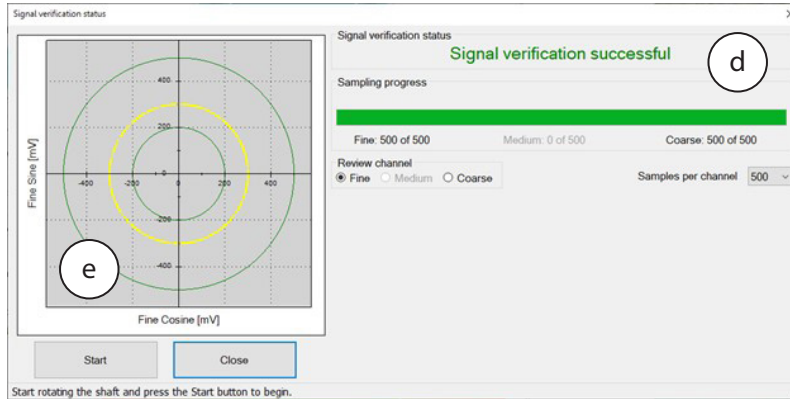 Signal verification status
Signal verification status
Signal verification successful
d
Sampling progress
Fine: 500 of 500 Medium: 0 of 500 Coarse: 500 of 500
Review channel
Fine Medium Coarse
Samples per channel 500
Fine Sine [mV]
400
200
-400 -200 0 0 200 400
-200
-400
e
Fine Cosine [mV]
Start Close
Start rotating the shaft and press the Start button to begin.